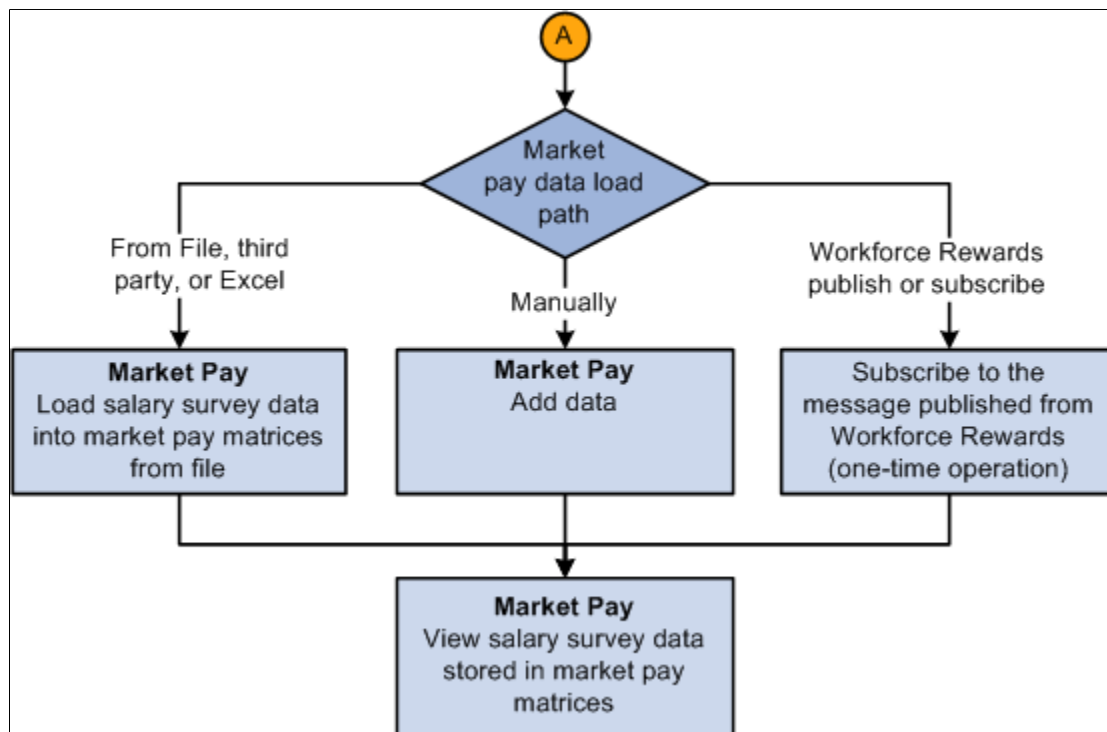 A
Market
pay data load
path
From File, third
party, or Excel
Manually
Workforce Rewards
publish or subscribe
Market Pay
Load salary survey data
into market pay matrices
from file
Market Pay
Add data
Subscribe to the
message published from
Workforce Rewards
(one-time operation)
Market Pay
View salary survey data
stored in market pay
matrices